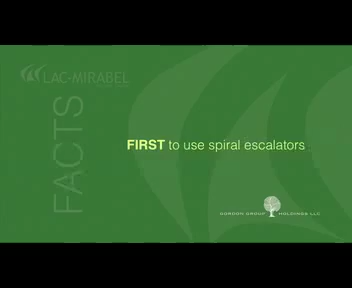 LAC-MIRABEL
FACTS
FIRST to use spiral escalators
GORDON GROUP HOLDINGS LLC